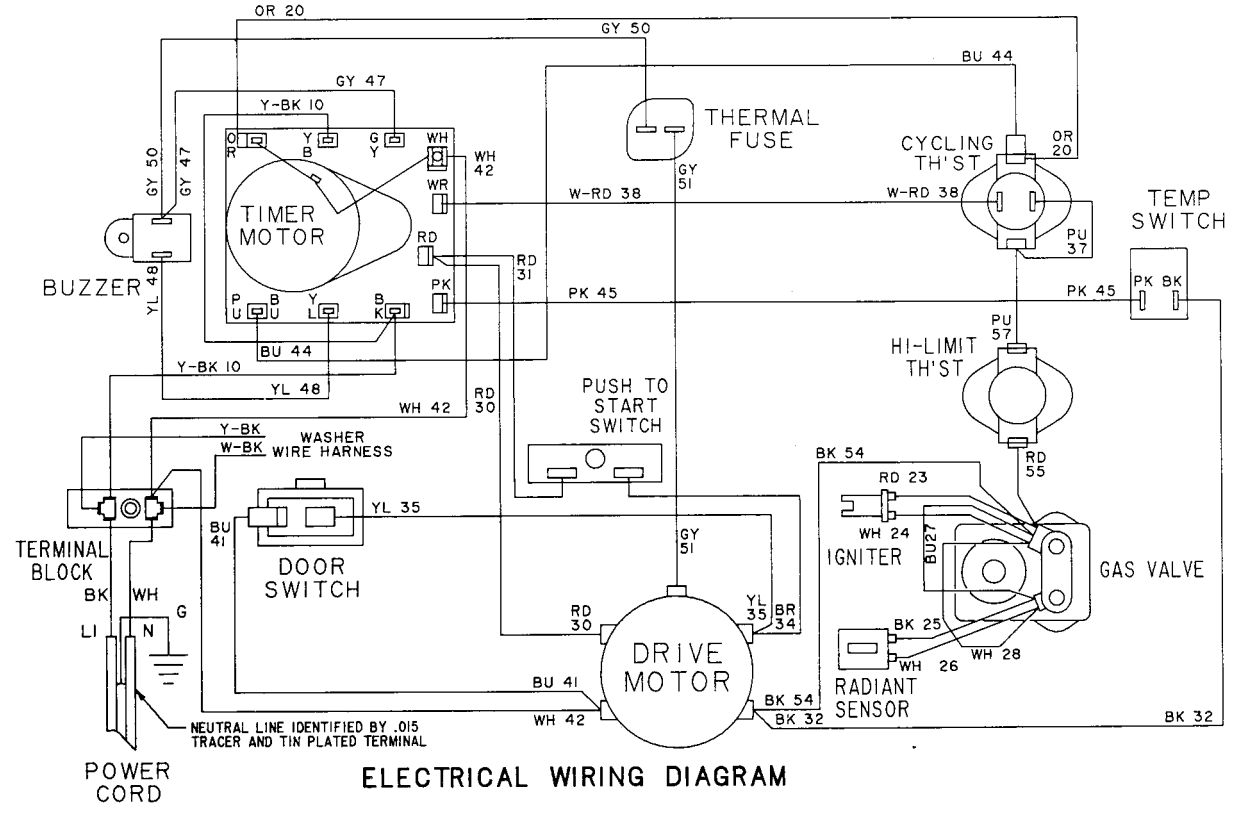 OR 20
GY 50
BU 44
GY 47
Y-BK 10
THERMAL
FUSE
O
R
Y
B
G
Y
WH
WH
42
CYCLING
TH'ST
OR
20
GY 50
GY 47
GY
51
WR
W-RD 38
W-RD 38
TEMP
SWITCH
TIMER
MOTOR
RD
RD
31
PU
37
BUZZER
YL 48
PK
PK 45
PK 45
PK BK
P
U
B
U
Y
L
B
K
BU 44
PU
57
HI-LIMIT
TH'ST
Y-BK 10
YL 48
RD
30
WH 42
PUSH TO
START
SWITCH
Y-BK
W-BK
WASHER
WIRE HARNESS
BK 54
RD
55
RD 23
BU
41
YL 35
WH 24
IGNITER
BU27
TERMINAL
BLOCK
DOOR
SWITCH
GY
51
GAS VALVE
BK
WH
G
L1
N
RD
30
YL
35
BR
34
BK 25
WH 28
WH 26
DRIVE
MOTOR
BU 41
WH 42
BK 54
BK 32
RADIANT
SENSOR
BK 32
NEUTRAL LINE IDENTIFIED BY .015
TRACER AND TIN PLATED TERMINAL
POWER
CORD
ELECTRICAL WIRING DIAGRAM